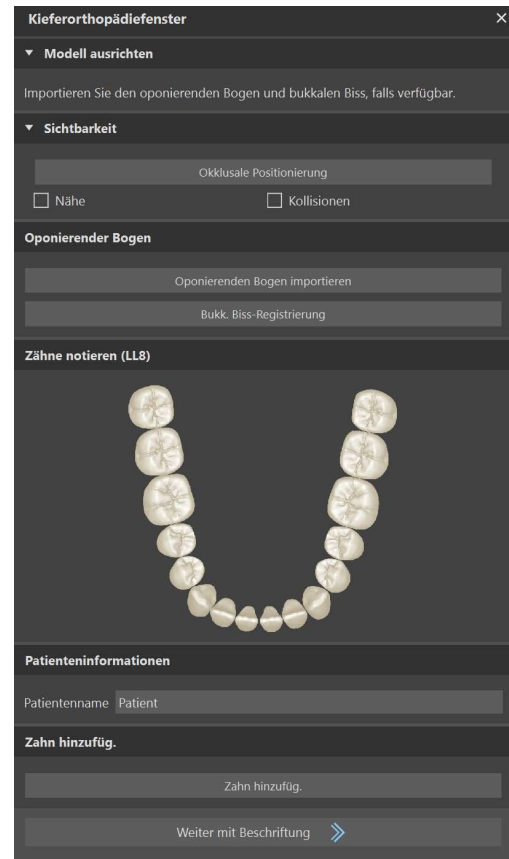 Kieferorthopädiefenster
Modell ausrichten
Importieren Sie den oponierenden Bogen und bukkalen Biss, falls verfügbar.
Sichtbarkeit
Okklusale Positionierung
Nähe Kollisionen
Oponierender Bogen
Oponierenden Bogen importieren
Bukk. Biss-Registrierung
Zähne notieren (LL8)
Patienteninformationen
Patientenname Patient
Zahn hinzufüg.
Zahn hinzufüg.
Weiter mit Beschriftung